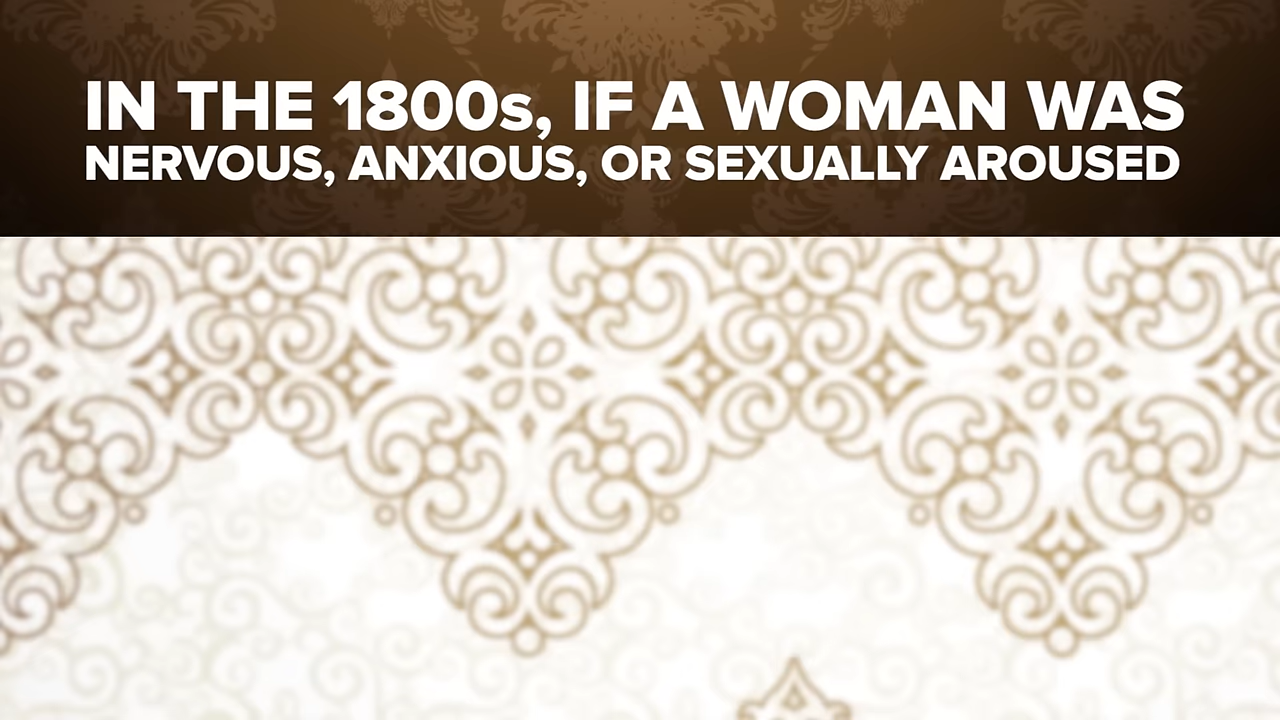 IN THE 1800s, IF A WOMAN WAS
NERVOUS, ANXIOUS, OR SEXUALLY AROUSED